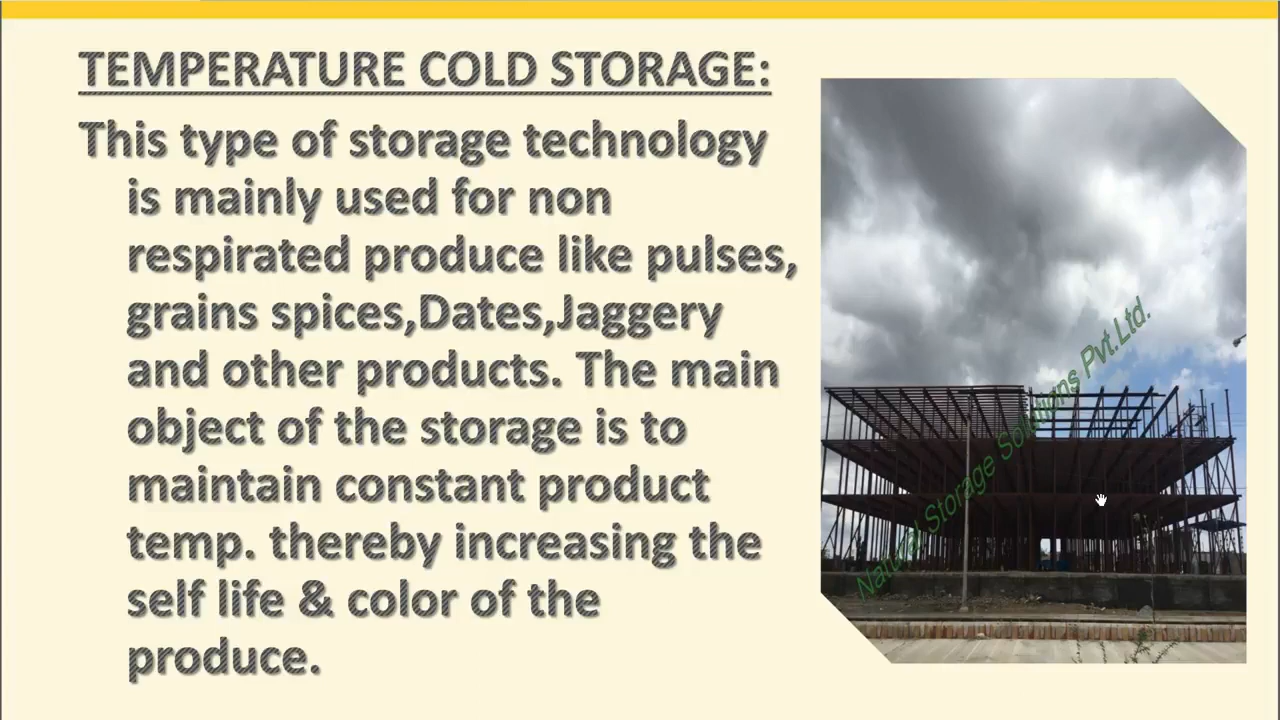 TEMPERATURE COLD STORAGE:
This type of storage technology
is mainly used for non
respirated produce like pulses,
grains spices,Dates,Jaggery
and other products. The main
object of the storage is to
maintain constant product
temp. thereby increasing the
self life & color of the
produce.
Natural Storage Solutions Pvt.Ltd.